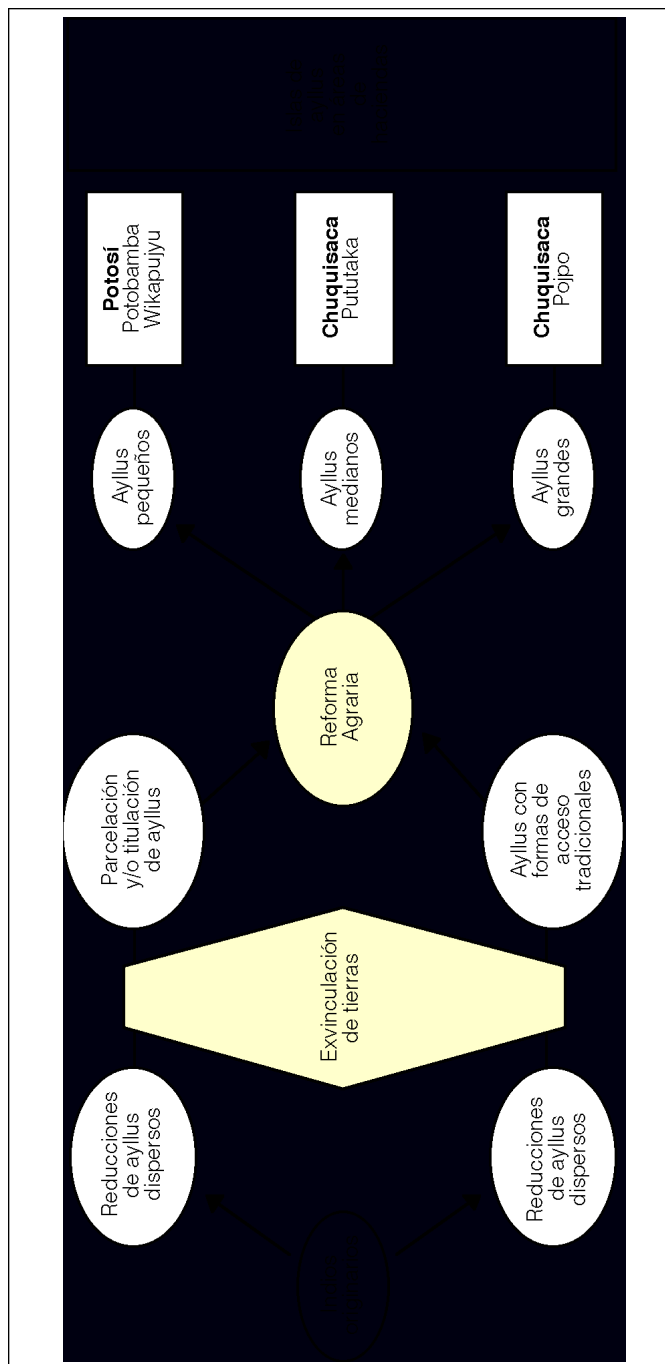 Reducciones
de ayllus
dispersos
Reducciones
de ayllus
dispersos
Exvinculación
de tierras
Parcelación
y/o titulación
de ayllus
Ayllus con
formas de
acceso
tradicionales
Reforma
Agraria
Ayllus
pequeños
Ayllus
medianos
Ayllus
grandes
Potosí
Potobamba
Wikapujyu
Chuquisaca
Pututaka
Chuquisaca
Pojpo